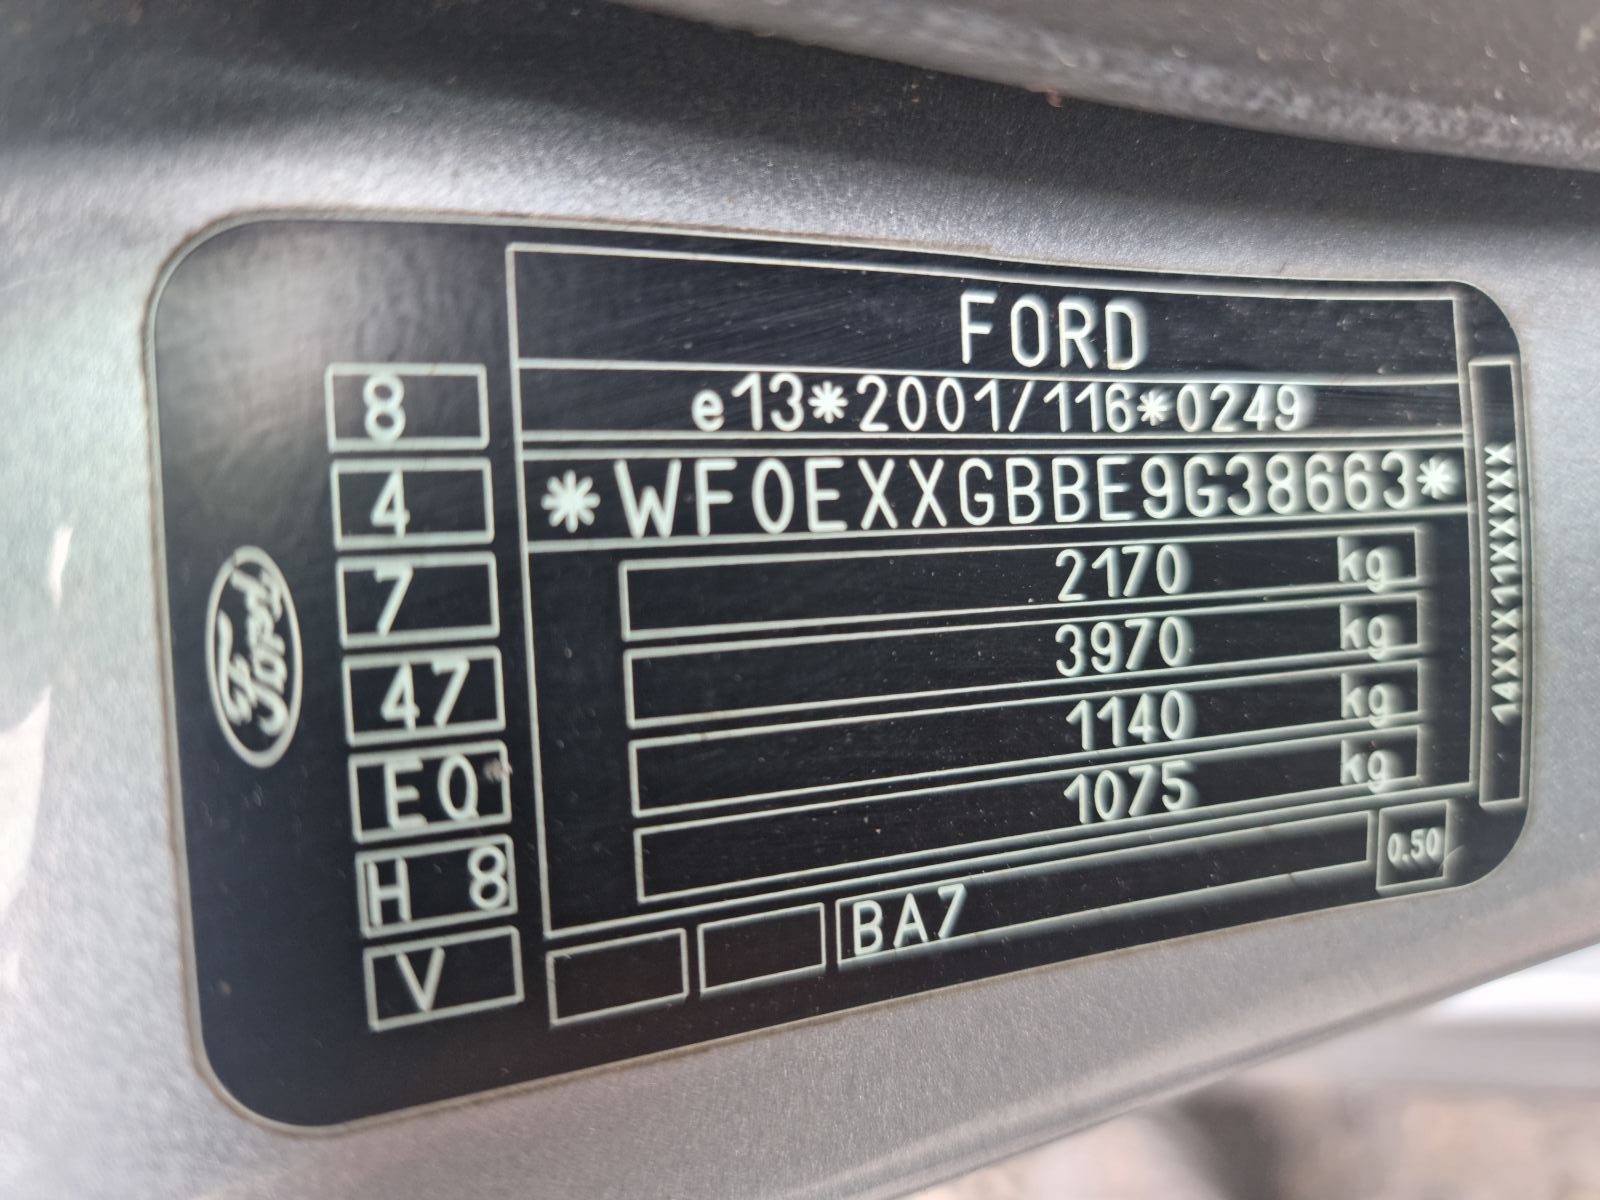 FORD
e13*2001/116*0249
*WF0EXXGBBE9G38663*
2170 kg
3970 kg
1140 kg
1075 kg
BA7
0.50
14XXX11XXXX
8
4
7
47
EQ
H 8
V
Ford